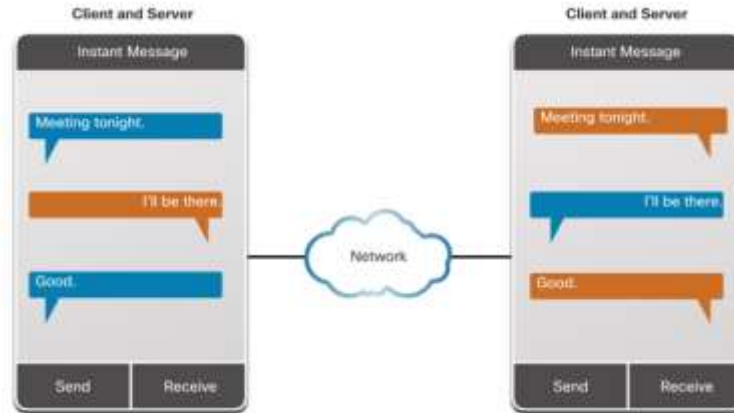 Client and Server
Instant Message
Meeting tonight.
I'll be there.
Good.
Send Receive
Network
Client and Server
Instant Message
Meeting tonight.
I'll be there.
Good.
Send Receive